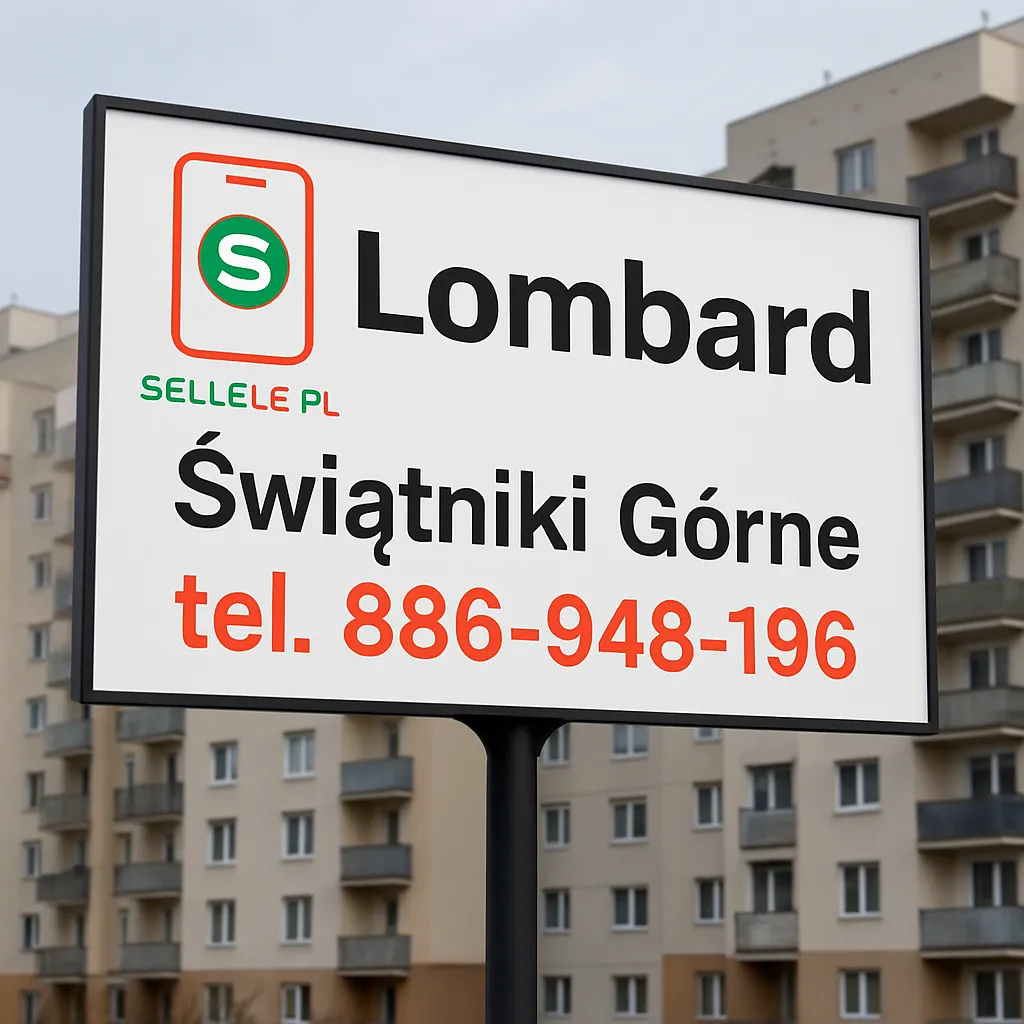 S
Lombard
SELLELE PL
Świątniki Górne
tel. 886-948-196